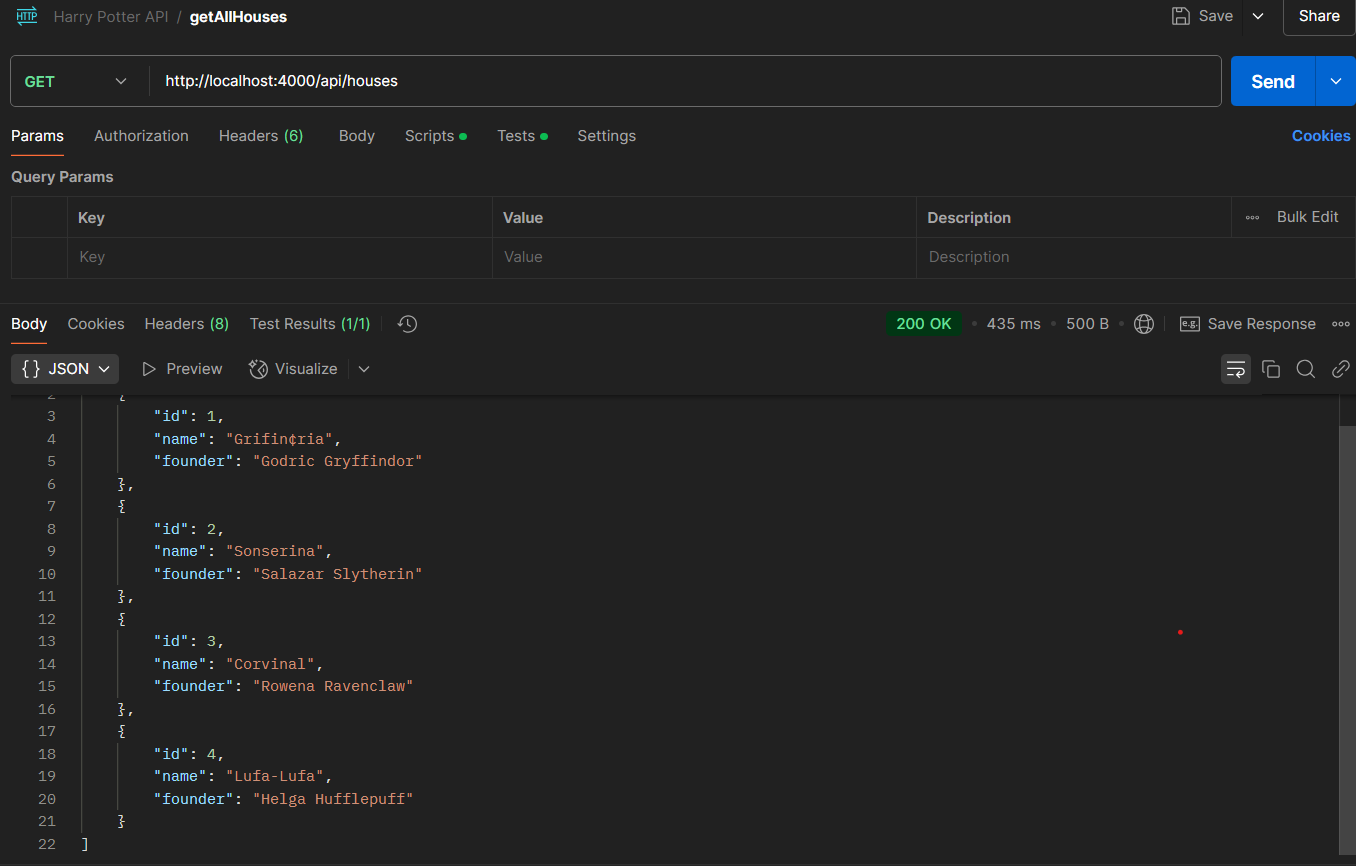 HTTP Harry Potter API / getAllHouses Save Share
GET http://localhost:4000/api/houses Send
Params Authorization Headers (6) Body Scripts Tests Settings Cookies
Query Params
Key Value Description Bulk Edit
Key Value Description
Body Cookies Headers (8) Test Results (1/1) 200 OK • 435 ms • 500 B • e.g. Save Response
{} JSON Preview Visualize
2 {
3 "id": 1,
4 "name": "Grifin¢ria",
5 "founder": "Godric Gryffindor"
6 },
7 {
8 "id": 2,
9 "name": "Sonserina",
10 "founder": "Salazar Slytherin"
11 },
12 {
13 "id": 3,
14 "name": "Corvinal",
15 "founder": "Rowena Ravenclaw"
16 },
17 {
18 "id": 4,
19 "name": "Lufa-Lufa",
20 "founder": "Helga Hufflepuff"
21 }
22 ]